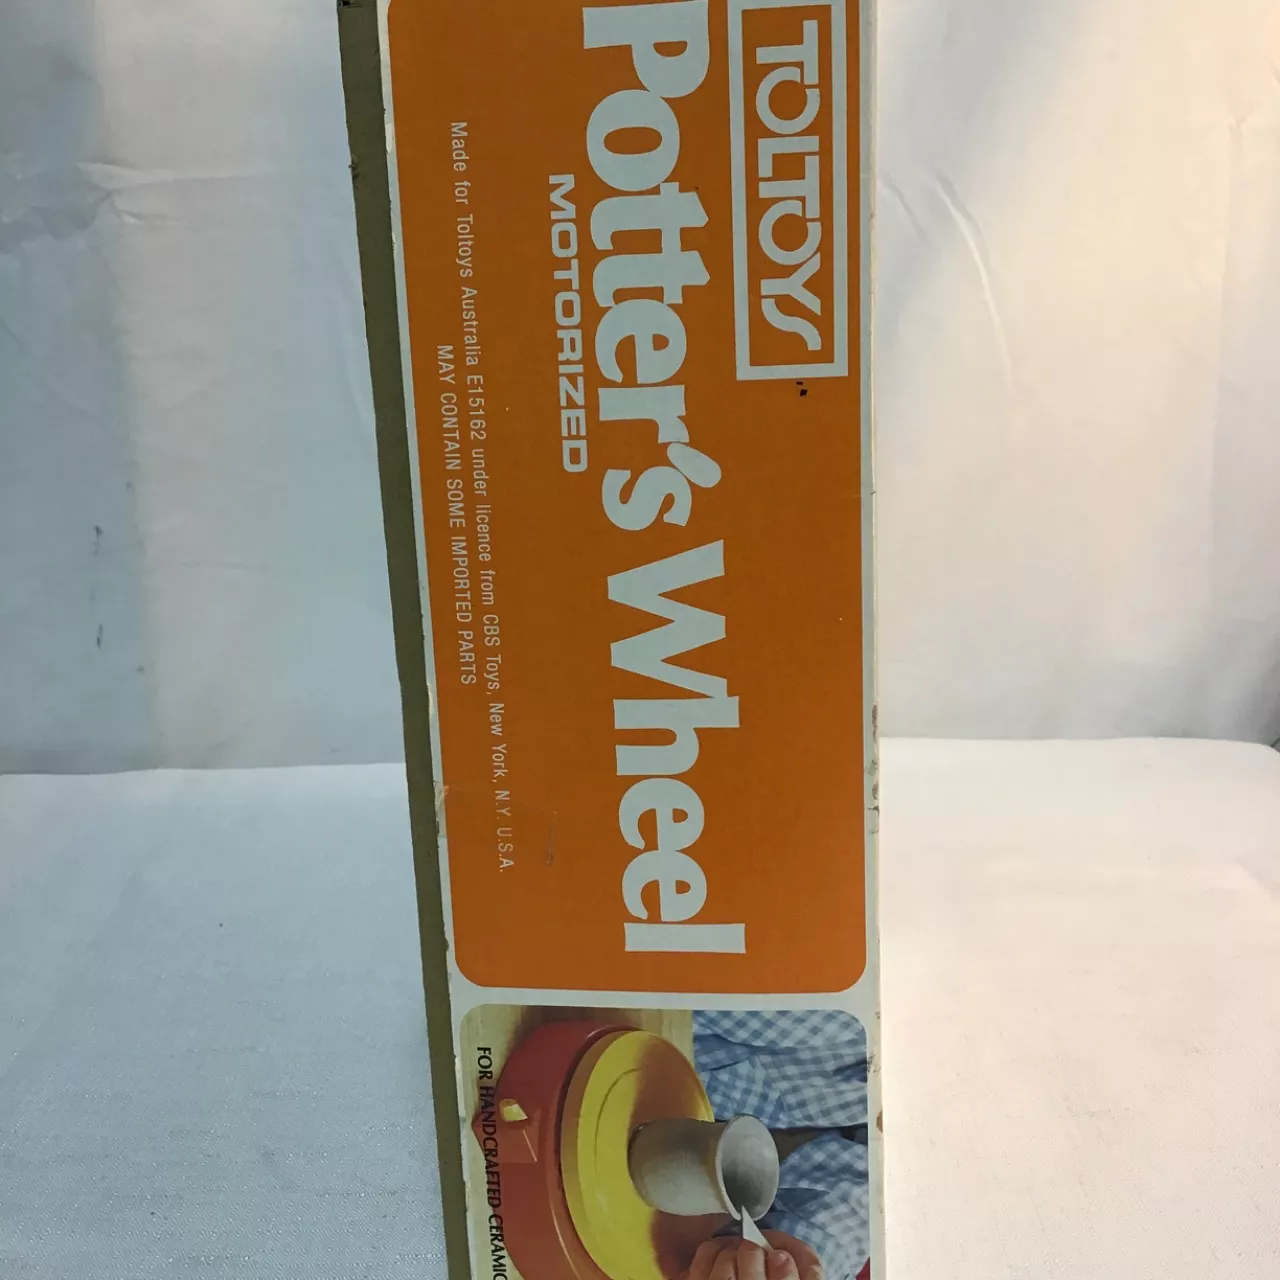 TOLTOYS
Potter's Wheel
MOTORIZED
Made for Toltoys Australia E15162 under licence from CBS Toys, New York, N.Y. U.S.A.
MAY CONTAIN SOME IMPORTED PARTS
FOR HANDCRAFTED CERAMIC